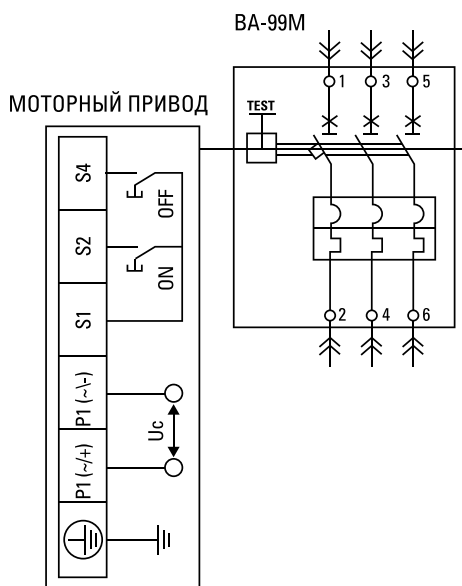 ВА-99М
1
3
5
TEST
МОТОРНЫЙ ПРИВОД
S4
OFF
S2
ON
S1
2
4
6
P1 (~\-)
Uc
P1 (~/+)